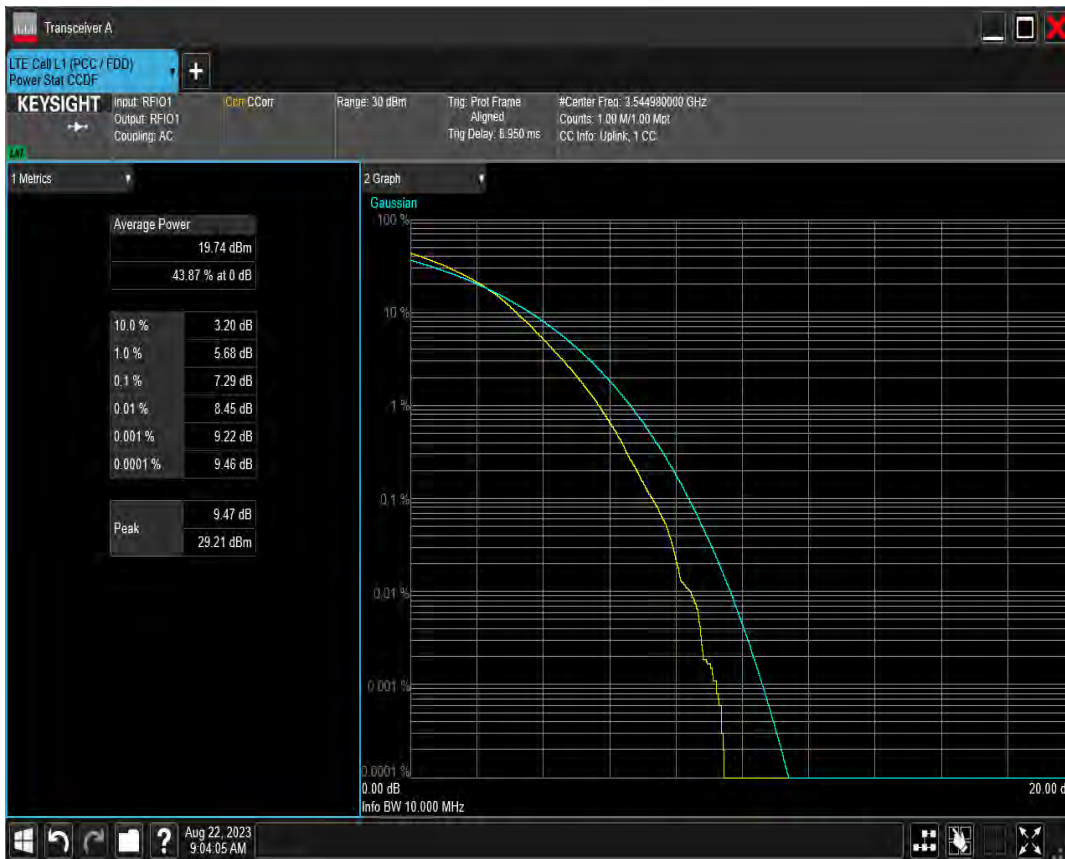 Transceiver A
LTE Cell L1 (PCC / FDD)
Power Stat CCDF
+
KEYSIGHT
Input: RFIO1
Output: RFIO1
Coupling: AC
Corr CCorr
Range: 30 dBm
Trig: Prot Frame
Aligned
Trig Delay: 8.950 ms
#Center Freq: 3.544980000 GHz
Counts: 1.00 M/1.00 Mpt
CC Info: Uplink, 1 CC
LXI
1 Metrics
Average Power
19.74 dBm
43.87 % at 0 dB
10.0 % 3.20 dB
1.0 % 5.68 dB
0.1 % 7.29 dB
0.01 % 8.45 dB
0.001 % 9.22 dB
0.0001 % 9.46 dB
Peak
9.47 dB
29.21 dBm
2 Graph
Gaussian
100 %
10 %
1 %
0.1 %
0.01 %
0.001 %
0.0001 %
0.00 dB
20.00 d
Info BW 10.000 MHz
?
Aug 22, 2023
9:04:05 AM